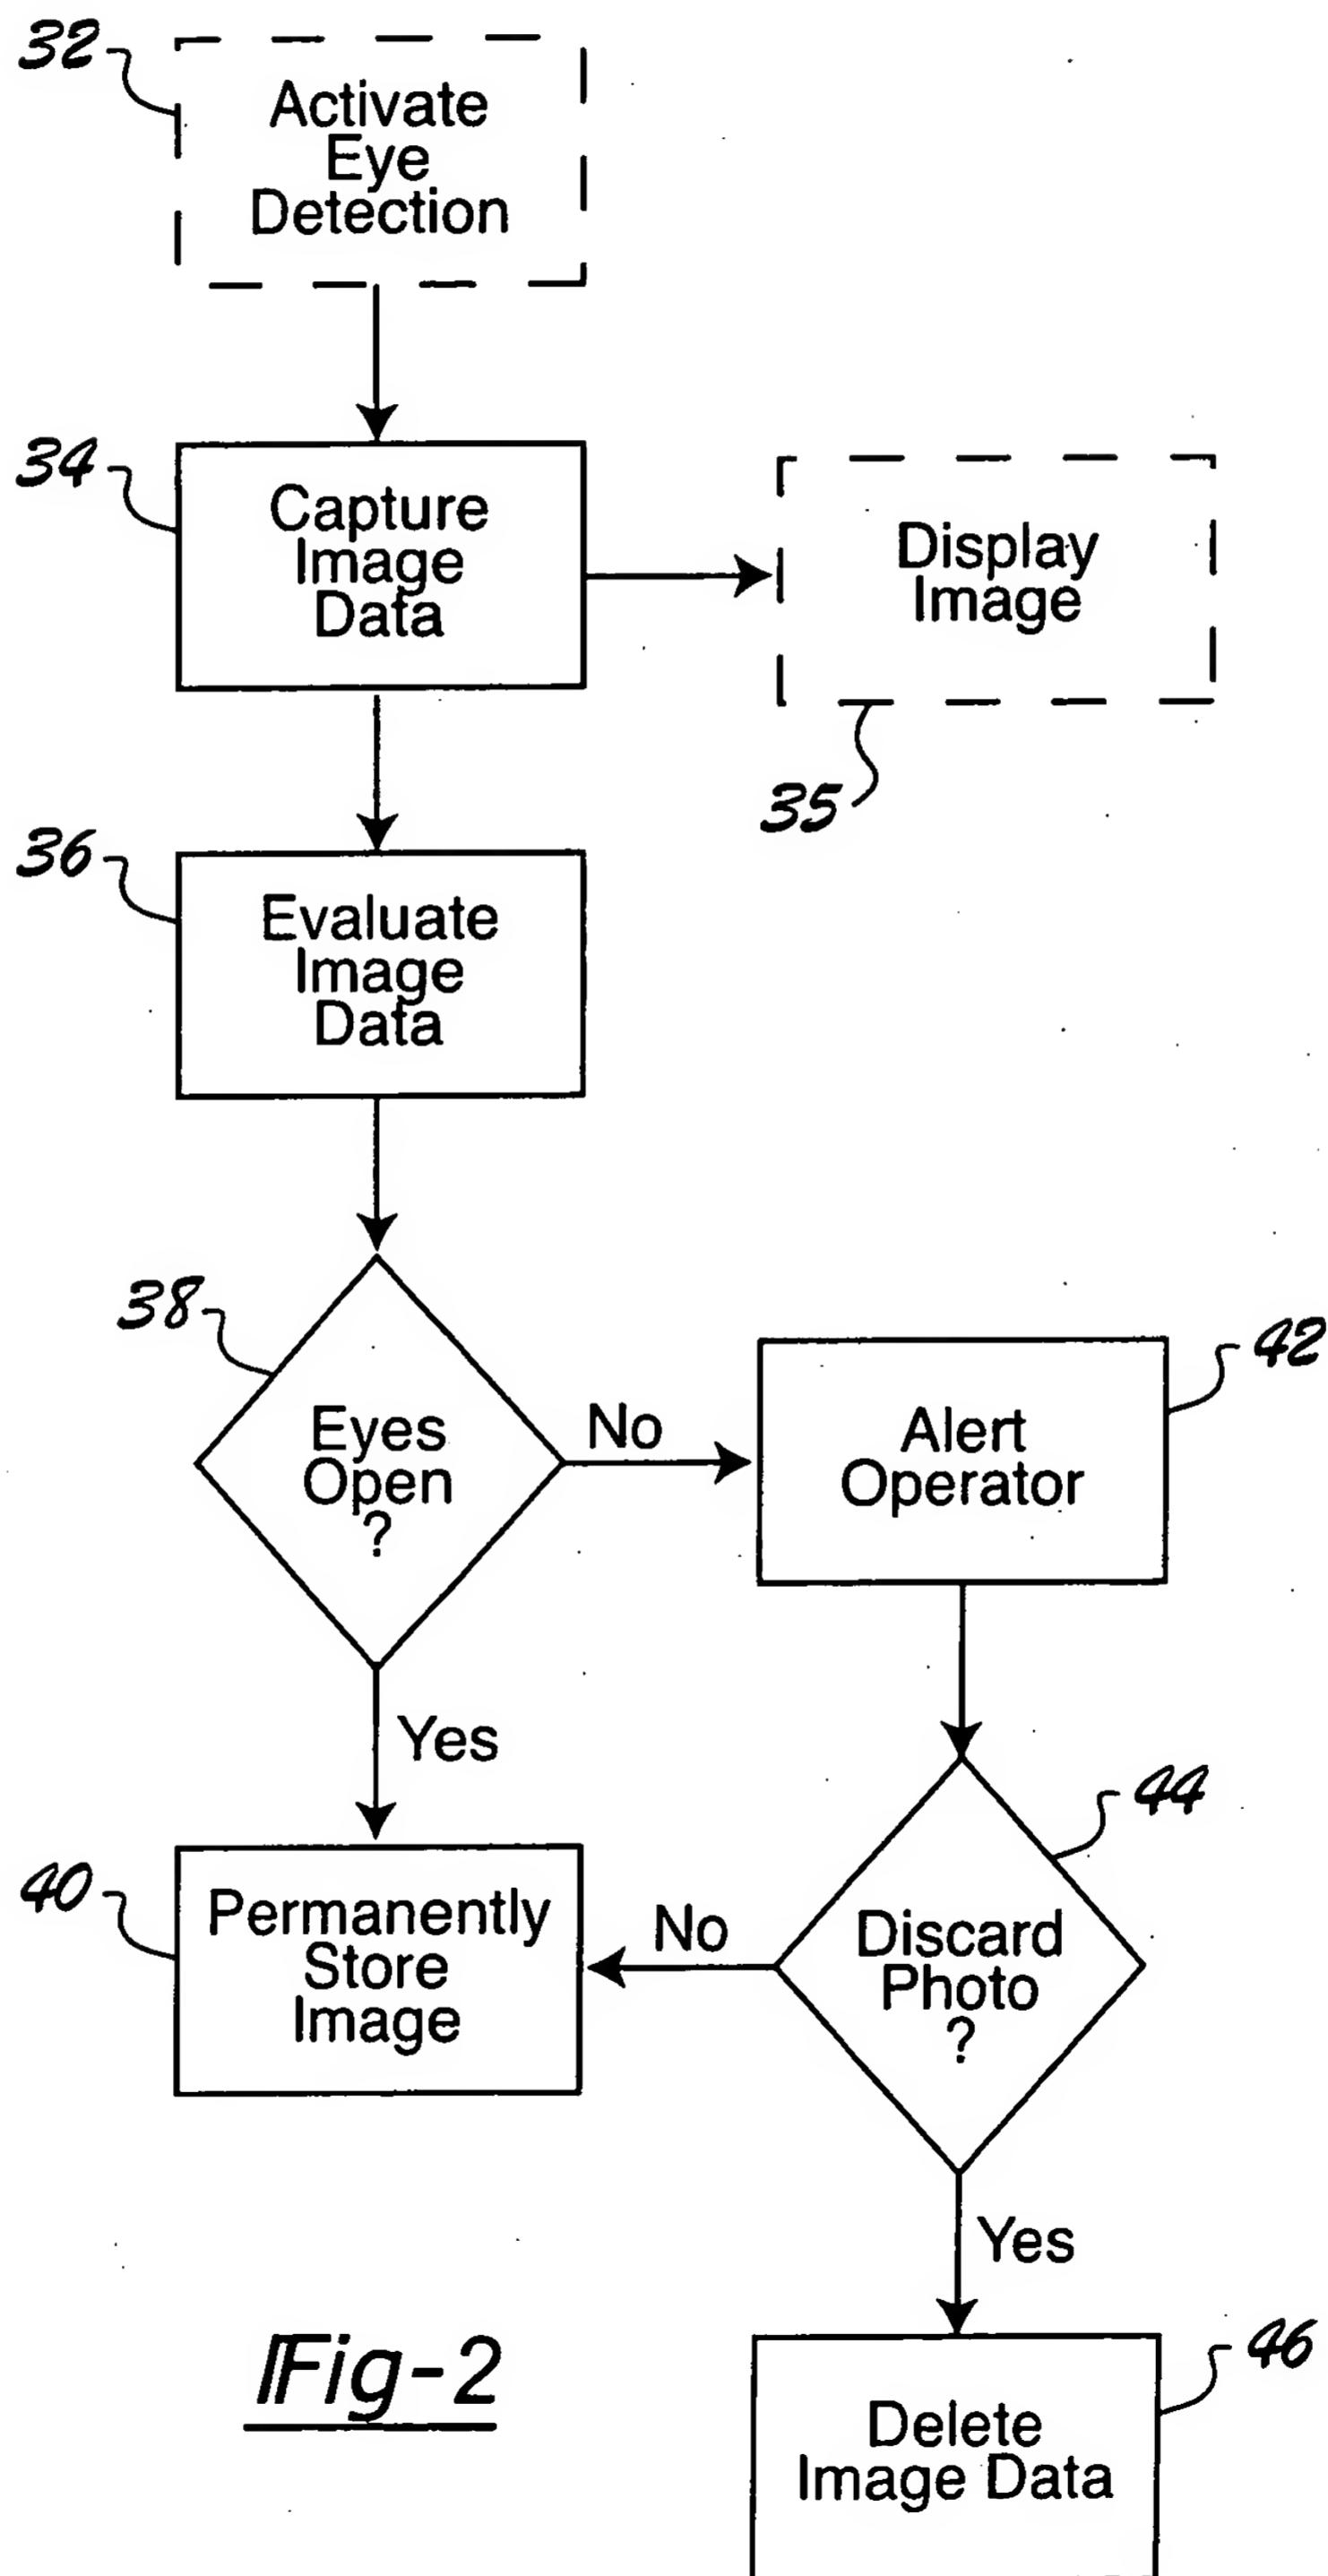 32
Activate
Eye
Detection
34
Capture
Image
Data
Display
Image
35
36
Evaluate
Image
Data
38
Eyes
Open
?
No
Alert
Operator
42
Yes
44
40
Permanently
Store
Image
No
Discard
Photo
?
Yes
Fig-2
46
Delete
Image Data